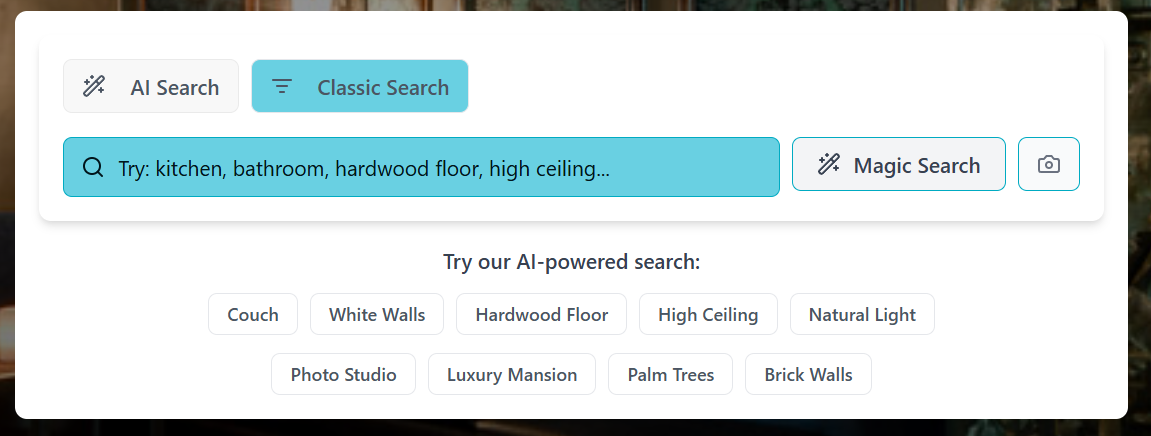 AI Search Classic Search
Try: kitchen, bathroom, hardwood floor, high ceiling... Magic Search
Try our AI-powered search:
Couch White Walls Hardwood Floor High Ceiling Natural Light
Photo Studio Luxury Mansion Palm Trees Brick Walls